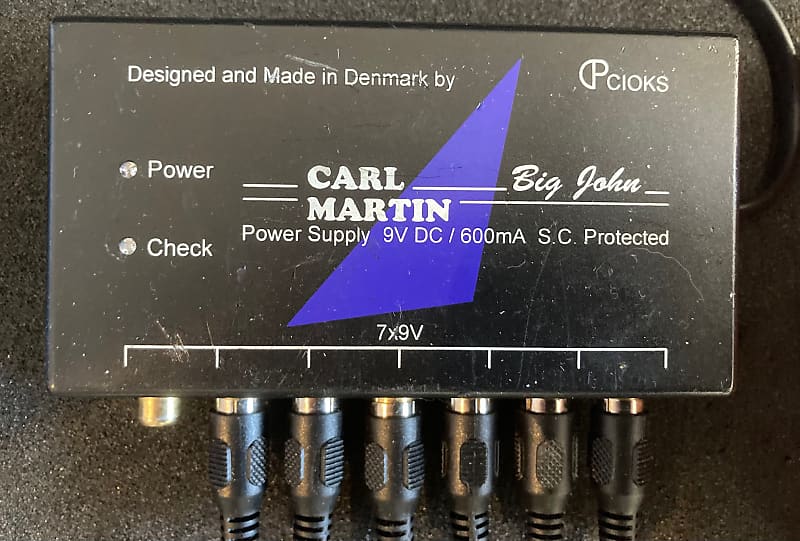 Designed and Made in Denmark by CIOKS
Power
CARL Big John
MARTIN
Power Supply 9V DC / 600mA S.C. Protected
Check
7x9V